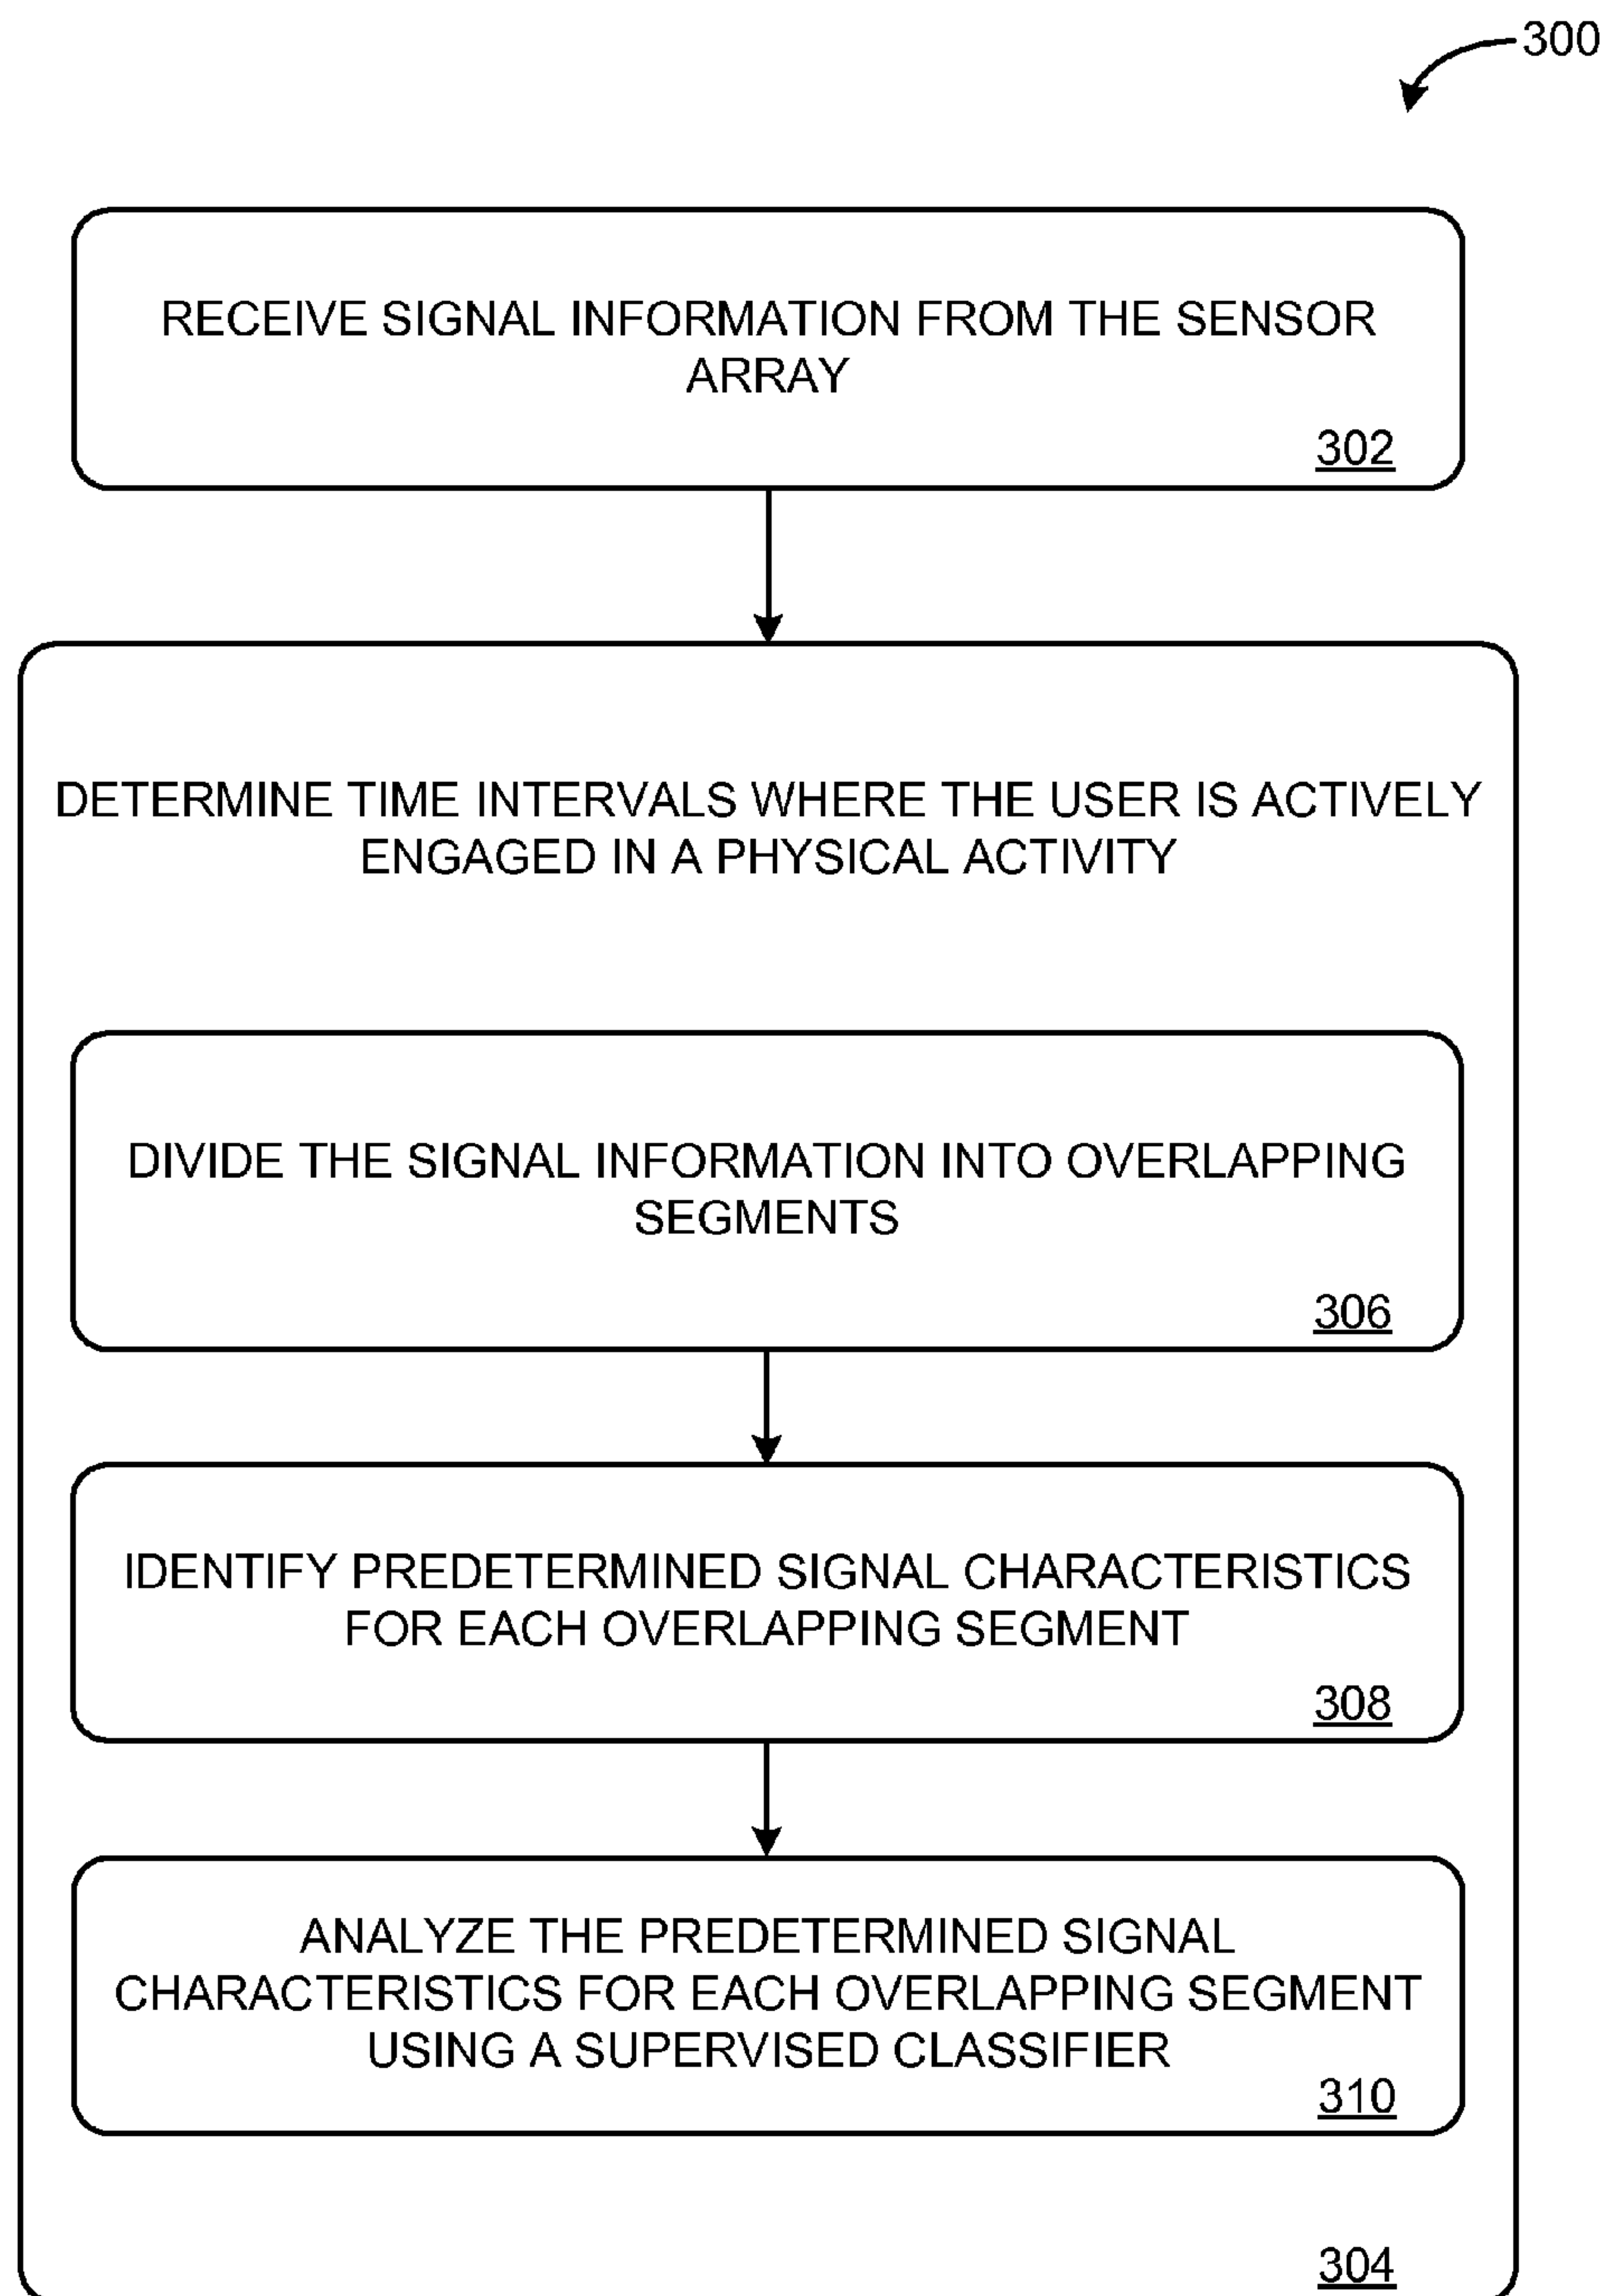 300
RECEIVE SIGNAL INFORMATION FROM THE SENSOR
ARRAY
302
DETERMINE TIME INTERVALS WHERE THE USER IS ACTIVELY
ENGAGED IN A PHYSICAL ACTIVITY
DIVIDE THE SIGNAL INFORMATION INTO OVERLAPPING
SEGMENTS
306
IDENTIFY PREDETERMINED SIGNAL CHARACTERISTICS
FOR EACH OVERLAPPING SEGMENT
308
ANALYZE THE PREDETERMINED SIGNAL
CHARACTERISTICS FOR EACH OVERLAPPING SEGMENT
USING A SUPERVISED CLASSIFIER
310
304